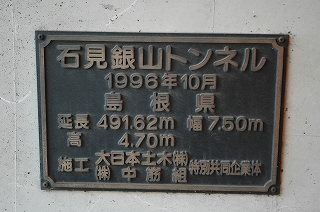 石見銀山トンネル
1996年10月
島根県
延長 491.62m 幅 7.50m
高 4.70m
施工 大日本土木㈱ 特別共同企業体
㈱中筋組